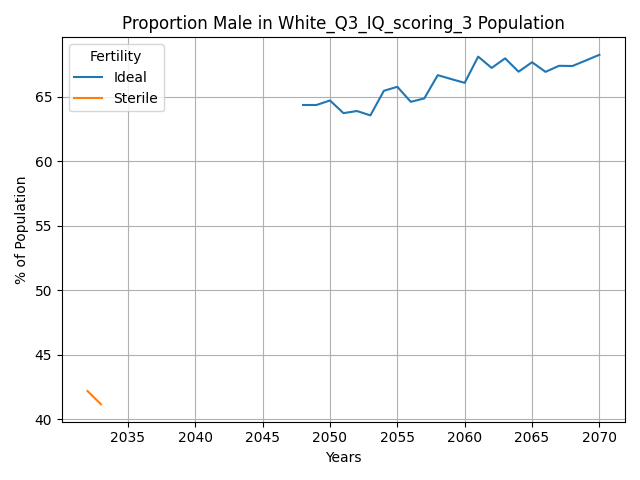 Proportion Male in White_Q3_IQ_scoring_3 Population
Fertility
Ideal
Sterile
% of Population
65
60
55
50
45
40
2035 2040 2045 2050 2055 2060 2065 2070
Years